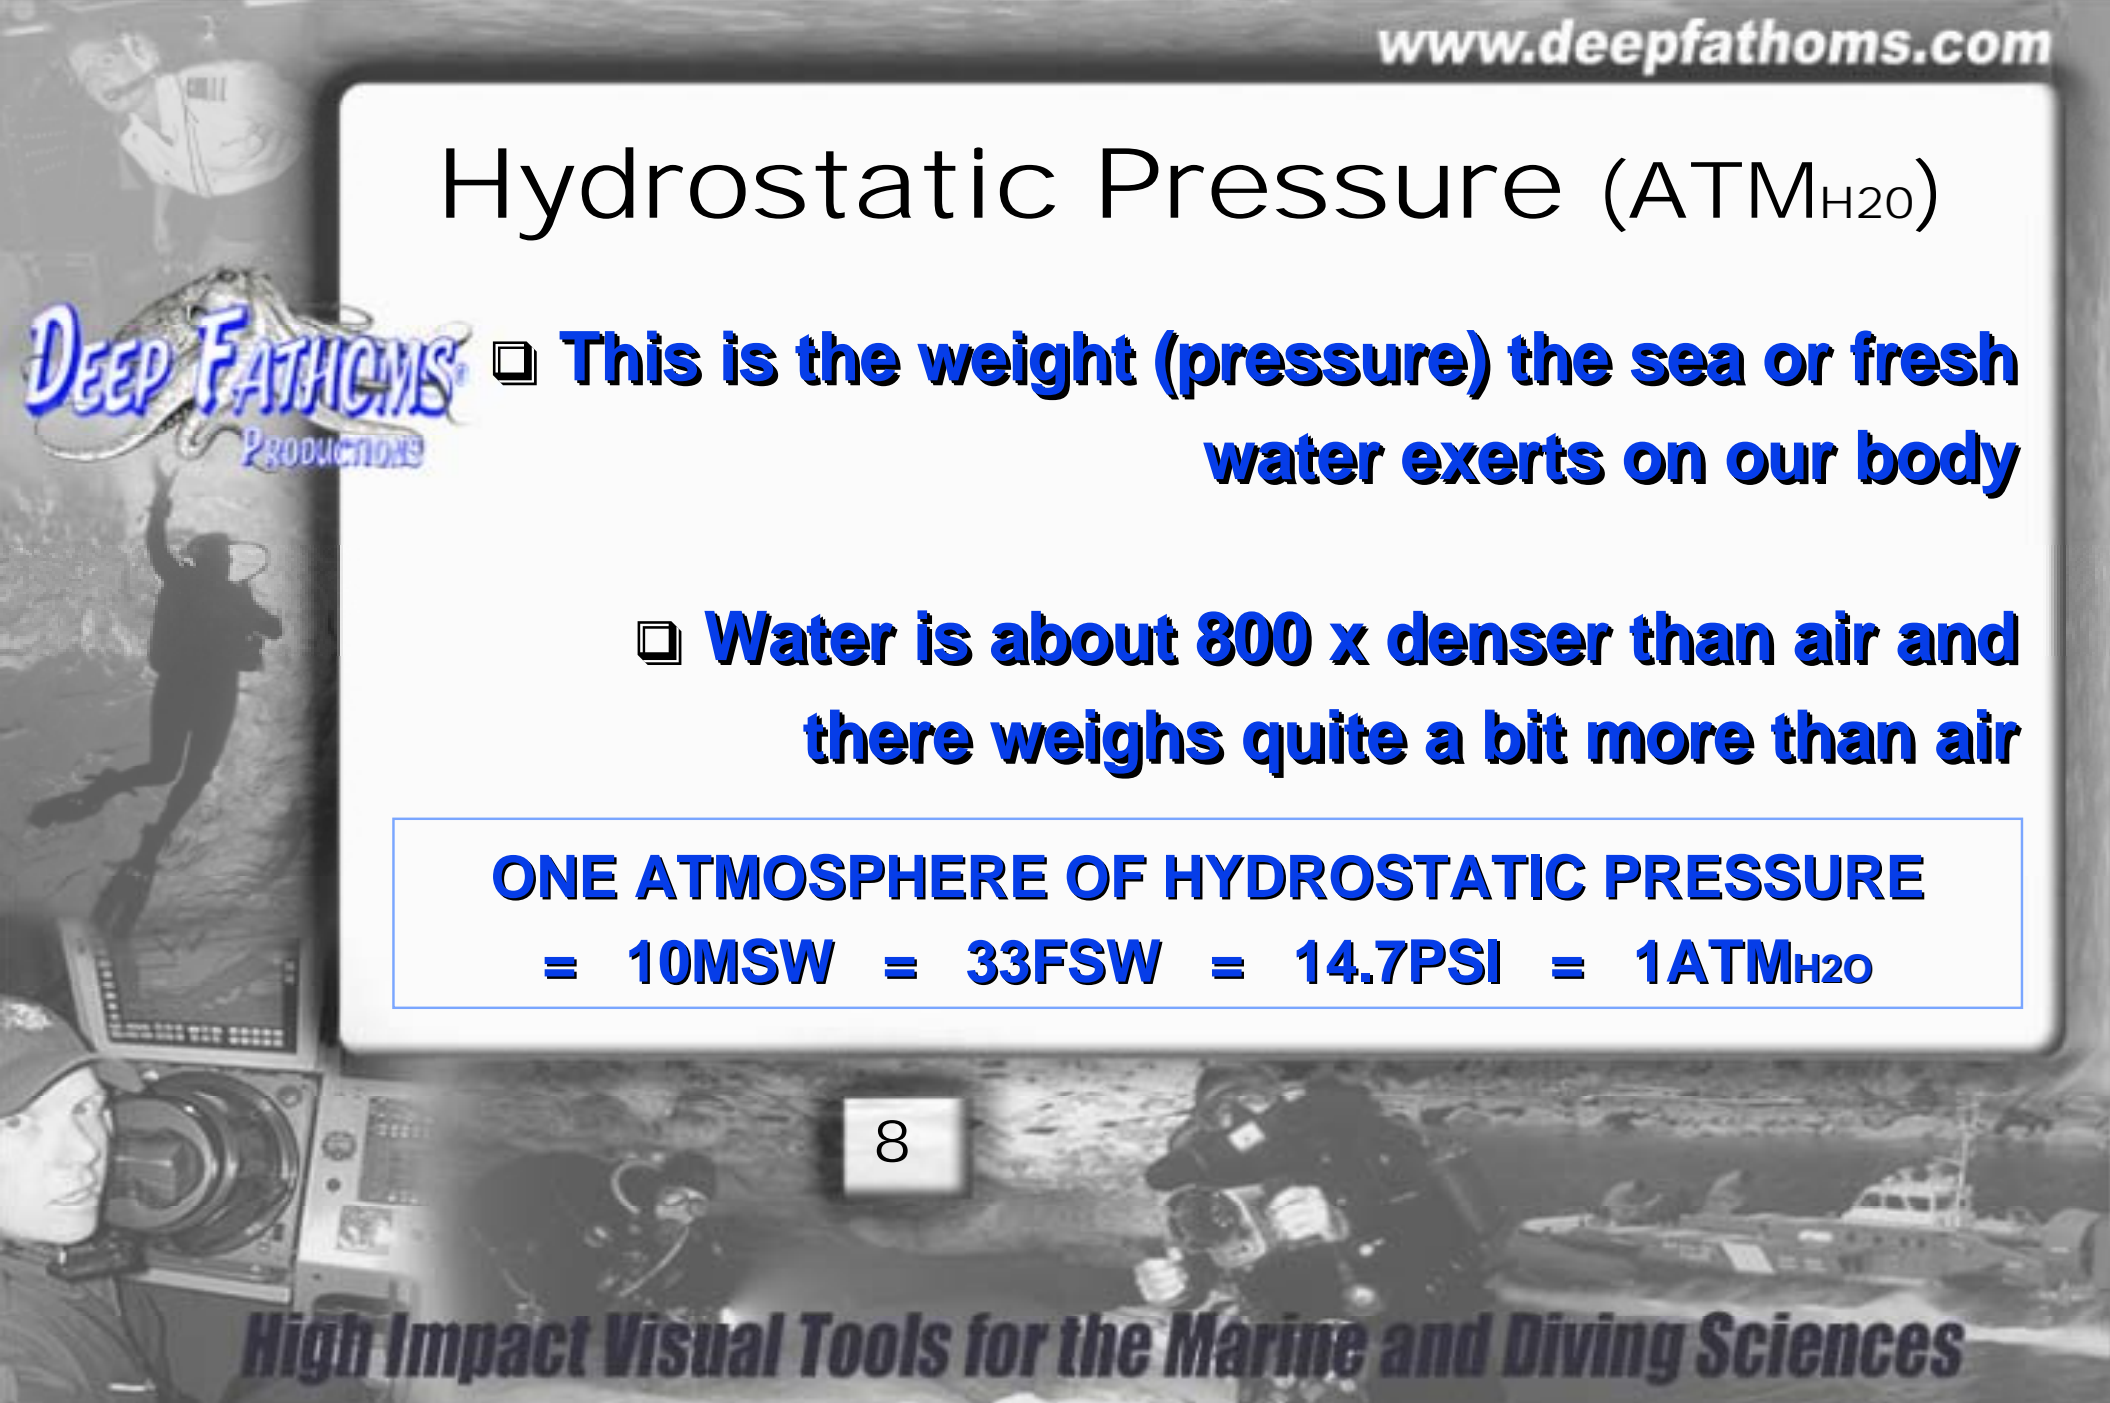 www.deepfathoms.com
Hydrostatic Pressure (ATMH20)
DEEP FATHOMS
PRODUCTIONS
❑ This is the weight (pressure) the sea or fresh
water exerts on our body
❑ Water is about 800 x denser than air and
there weighs quite a bit more than air
ONE ATMOSPHERE OF HYDROSTATIC PRESSURE
= 10MSW = 33FSW = 14.7PSI = 1ATMH2O
8
High Impact Visual Tools for the Marine and Diving Sciences